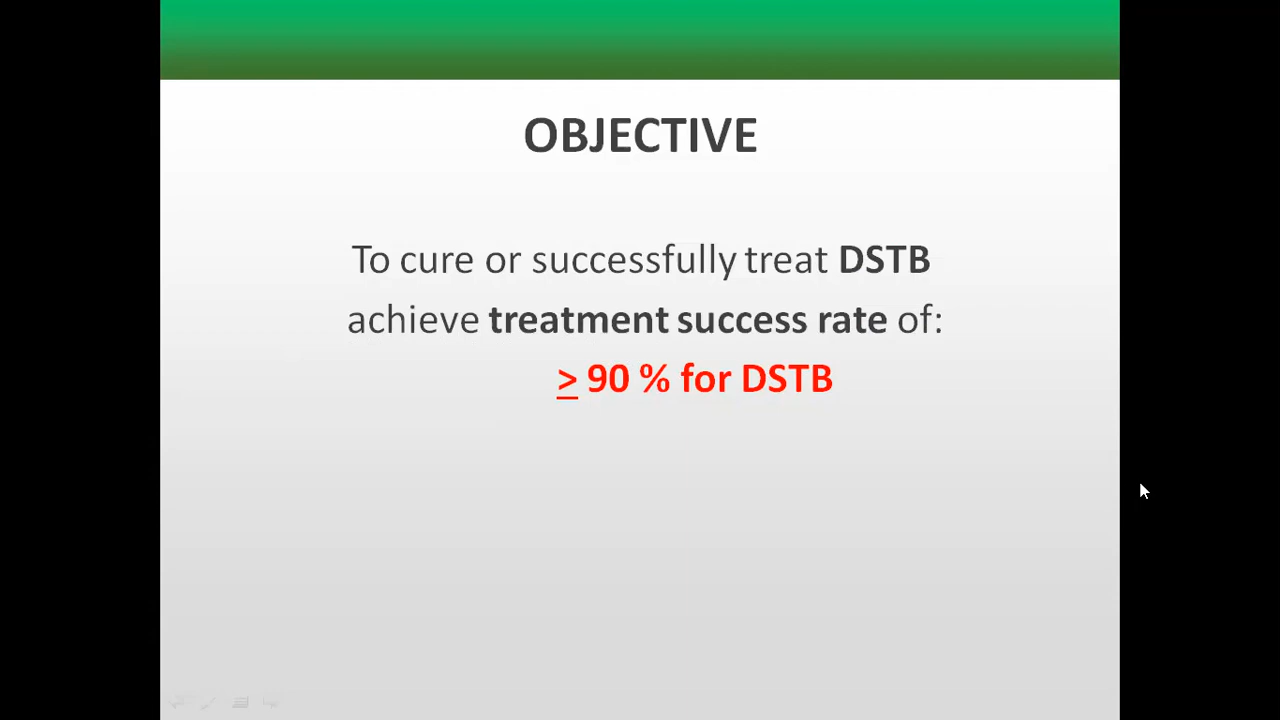 OBJECTIVE
To cure or successfully treat DSTB
achieve treatment success rate of:
> 90 % for DSTB